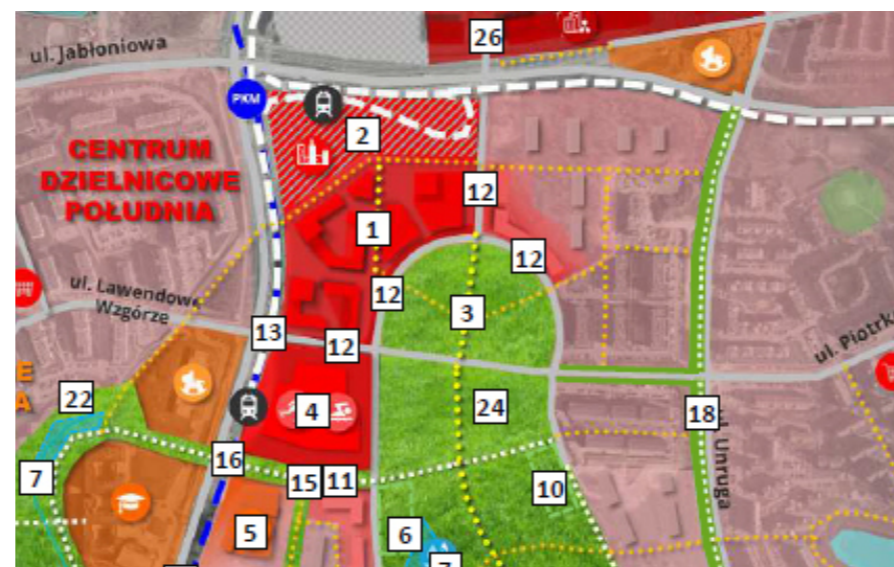 26
ul. Jabłoniowa
PKM
2
CENTRUM
DZIELNICOWE
POŁUDNIA
12
1
12
ul. Lawendowe
Wzgórze
12
3
13
12
ul. Piotrk
E
A
22
4
24
18
ul. Unruga
16
7
15
11
10
5
6
7